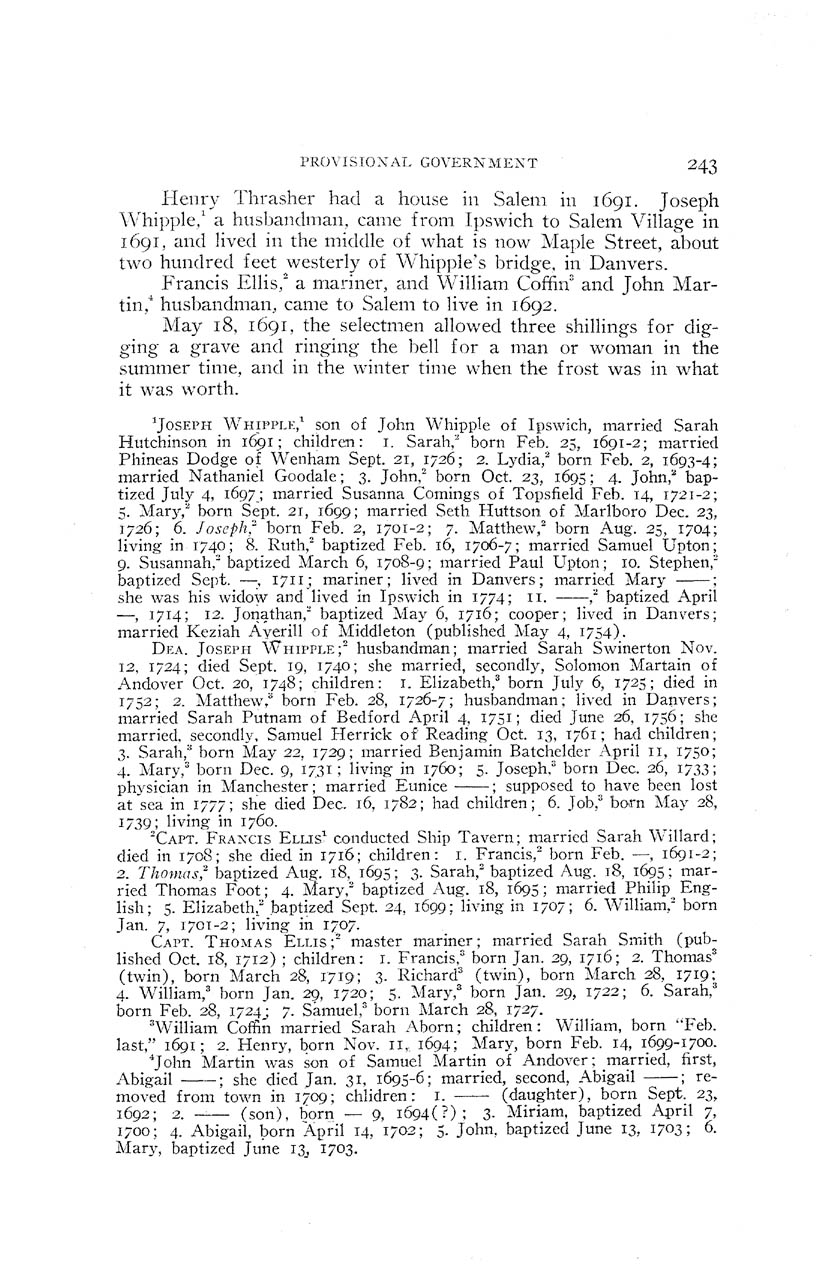 PROVISIONAL GOVERNMENT 243
Henry Thrasher had a house in Salem in 1691. Joseph
Whipple,¹ a husbandman, came from Ipswich to Salem Village in
1691, and lived in the middle of what is now Maple Street, about
two hundred feet westerly of Whipple's bridge, in Danvers.
Francis Ellis,² a mariner, and William Coffin³ and John Mar-
tin,⁴ husbandman, came to Salem to live in 1692.
May 18, 1691, the selectmen allowed three shillings for dig-
ging a grave and ringing the bell for a man or woman in the
summer time, and in the winter time when the frost was in what
it was worth.
¹JOSEPH WHIPPLE,¹ son of John Whipple of Ipswich, married Sarah
Hutchinson in 1691; children: 1. Sarah,² born Feb. 25, 1691-2; married
Phineas Dodge of Wenham Sept. 21, 1726; 2. Lydia,² born Feb. 2, 1693-4;
married Nathaniel Goodale; 3. John,² born Oct. 23, 1695; 4. John,² bap-
tized July 4, 1697; married Susanna Comings of Topsfield Feb. 14, 1721-2;
5. Mary,² born Sept. 21, 1699; married Seth Huttson of Marlboro Dec. 23,
1726; 6. Joseph,² born Feb. 2, 1701-2; 7. Matthew,² born Aug. 25, 1704;
living in 1740; 8. Ruth,² baptized Feb. 16, 1706-7; married Samuel Upton;
9. Susannah,² baptized March 6, 1708-9; married Paul Upton; 10. Stephen,²
baptized Sept. —, 1711; mariner; lived in Danvers; married Mary ——;
she was his widow and lived in Ipswich in 1774; 11. ——,² baptized April
—, 1714; 12. Jonathan,² baptized May 6, 1716; cooper; lived in Danvers;
married Keziah Averill of Middleton (published May 4, 1754).
DEA. JOSEPH WHIPPLE;² husbandman; married Sarah Swinerton Nov.
12, 1724; died Sept. 19, 1740; she married, secondly, Solomon Martain of
Andover Oct. 20, 1748; children: 1. Elizabeth,³ born July 6, 1725; died in
1752; 2. Matthew,³ born Feb. 28, 1726-7; husbandman; lived in Danvers;
married Sarah Putnam of Bedford April 4, 1751; died June 26, 1756; she
married, secondly, Samuel Herrick of Reading Oct. 13, 1761; had children;
3. Sarah,³ born May 22, 1729; married Benjamin Batchelder April 11, 1750;
4. Mary,³ born Dec. 9, 1731; living in 1760; 5. Joseph,³ born Dec. 26, 1733;
physician in Manchester; married Eunice ——; supposed to have been lost
at sea in 1777; she died Dec. 16, 1782; had children; 6. Job,³ born May 28,
1739; living in 1760.
²CAPT. FRANCIS ELLIS¹ conducted Ship Tavern; married Sarah Willard;
died in 1708; she died in 1716; children: 1. Francis,² born Feb. —, 1691-2;
2. Thomas,² baptized Aug. 18, 1695; 3. Sarah,² baptized Aug. 18, 1695; mar-
ried Thomas Foot; 4. Mary,² baptized Aug. 18, 1695; married Philip Eng-
lish; 5. Elizabeth,² baptized Sept. 24, 1699; living in 1707; 6. William,² born
Jan. 7, 1701-2; living in 1707.
CAPT. THOMAS ELLIS;² master mariner; married Sarah Smith (pub-
lished Oct. 18, 1712); children: 1. Francis,³ born Jan. 29, 1716; 2. Thomas³
(twin), born March 28, 1719; 3. Richard³ (twin), born March 28, 1719;
4. William,³ born Jan. 29, 1720; 5. Mary,³ born Jan. 29, 1722; 6. Sarah,³
born Feb. 28, 1724; 7. Samuel,³ born March 28, 1727.
³William Coffin married Sarah Aborn; children: William, born "Feb.
last," 1691; 2. Henry, born Nov. 11, 1694; Mary, born Feb. 14, 1699-1700.
⁴John Martin was son of Samuel Martin of Andover; married, first,
Abigail ——; she died Jan. 31, 1695-6; married, second, Abigail ——; re-
moved from town in 1709; chlidren: 1. —— (daughter), born Sept. 23,
1692; 2. —— (son), born — 9, 1694(?); 3. Miriam, baptized April 7,
1700; 4. Abigail, born April 14, 1702; 5. John, baptized June 13, 1703; 6.
Mary, baptized June 13, 1703.